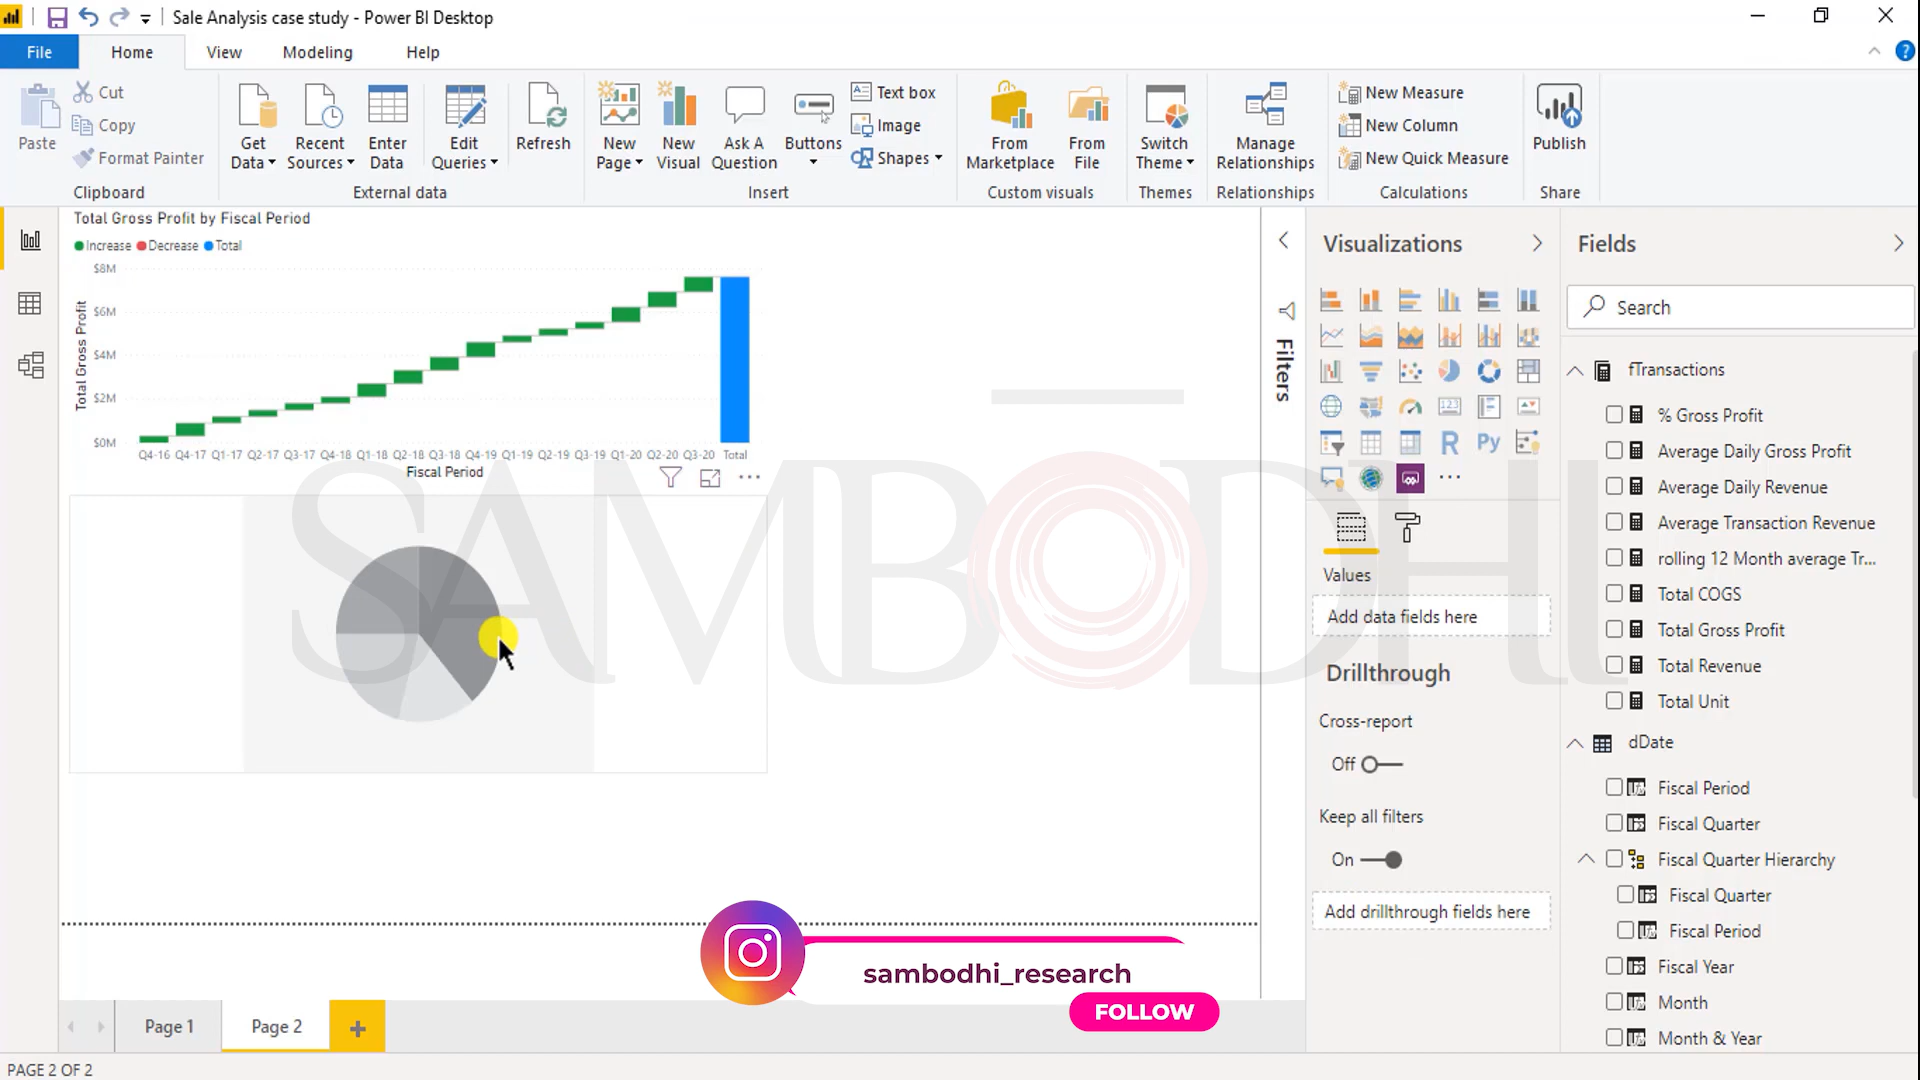 Sale Analysis case study - Power BI Desktop
File Home View Modeling Help
Paste
Cut
Copy
Format Painter
Clipboard
Get Data
Recent Sources
Enter Data
Edit Queries
External data
Refresh
New Page
New Visual
Ask A Question
Buttons
Text box
Image
Shapes
Insert
From Marketplace
From File
Custom visuals
Switch Theme
Themes
Manage Relationships
Relationships
New Measure
New Column
New Quick Measure
Calculations
Publish
Share
Total Gross Profit by Fiscal Period
Increase Decrease Total
$8M
$6M
$4M
$2M
$0M
Total Gross Profit
Q4-16 Q4-17 Q1-17 Q2-17 Q3-17 Q4-18 Q1-18 Q2-18 Q3-18 Q4-19 Q1-19 Q2-19 Q3-19 Q1-20 Q2-20 Q3-20 Total
Fiscal Period
SAMBODHI
Filters
Visualizations
R
Py
123
Values
Add data fields here
Drillthrough
Cross-report
Off
Keep all filters
On
Add drillthrough fields here
Fields
Search
fTransactions
% Gross Profit
Average Daily Gross Profit
Average Daily Revenue
Average Transaction Revenue
rolling 12 Month average Tr...
Total COGS
Total Gross Profit
Total Revenue
Total Unit
dDate
Fiscal Period
Fiscal Quarter
Fiscal Quarter Hierarchy
Fiscal Quarter
Fiscal Period
Fiscal Year
Month
Month & Year
sambodhi_research
FOLLOW
Page 1
Page 2
PAGE 2 OF 2